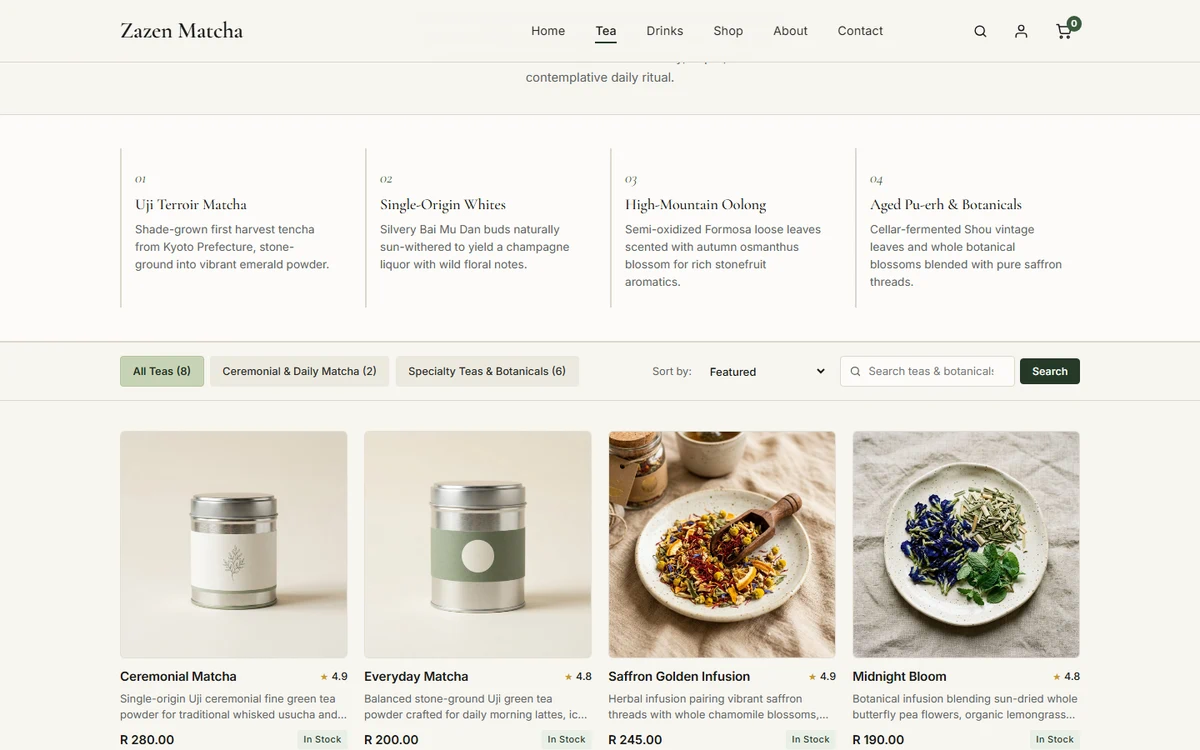 Zazen Matcha
Home Tea Drinks Shop About Contact
0
contemplative daily ritual.
01
Uji Terroir Matcha
Shade-grown first harvest tencha
from Kyoto Prefecture, stone-
ground into vibrant emerald powder.
02
Single-Origin Whites
Silvery Bai Mu Dan buds naturally
sun-withered to yield a champagne
liquor with wild floral notes.
03
High-Mountain Oolong
Semi-oxidized Formosa loose leaves
scented with autumn osmanthus
blossom for rich stonefruit
aromatics.
04
Aged Pu-erh & Botanicals
Cellar-fermented Shou vintage
leaves and whole botanical
blossoms blended with pure saffron
threads.
All Teas (8) Ceremonial & Daily Matcha (2) Specialty Teas & Botanicals (6) Sort by: Featured Search teas & botanicals Search
Ceremonial Matcha ★ 4.9
Single-origin Uji ceremonial fine green tea
powder for traditional whisked usucha and...
R 280.00 In Stock
Everyday Matcha ★ 4.8
Balanced stone-ground Uji green tea
powder crafted for daily morning lattes, ic...
R 200.00 In Stock
Saffron Golden Infusion ★ 4.9
Herbal infusion pairing vibrant saffron
threads with whole chamomile blossoms,...
R 245.00 In Stock
Midnight Bloom ★ 4.8
Botanical infusion blending sun-dried whole
butterfly pea flowers, organic lemongrass...
R 190.00 In Stock